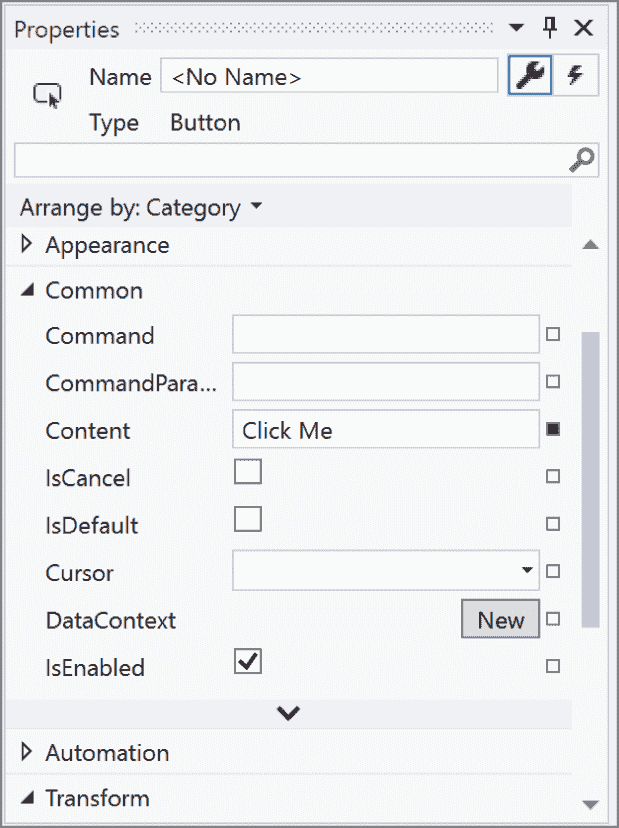 Properties
Name <No Name>
Type Button
Arrange by: Category
Appearance
Common
Command
CommandPara...
Content Click Me
IsCancel
IsDefault
Cursor
DataContext New
IsEnabled
Automation
Transform